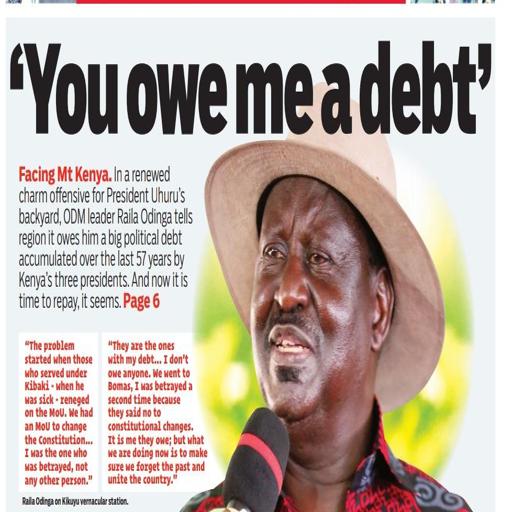 ‘You owe me a debt’
Facing Mt Kenya. In a renewed
charm offensive for President Uhuru’s
backyard, ODM leader Raila Odinga tells
region it owes him a big political debt
accumulated over the last 57 years by
Kenya’s three presidents. And now it is
time to repay, it seems. Page 6
“The problem
started when those
who served under
Kibaki - when he
was sick - reneged
on the MoU. We had
an MoU to change
the Constitution...
I was the one who
was betrayed, not
any other person.”
“They are the ones
with my debt... I don’t
owe anyone. We went to
Bomas, I was betrayed a
second time because
they said no to
constitutional changes.
It is me they owe; but what
we are doing now is to make
sure we forget the past and
unite the country.”
Raila Odinga on Kikuyu vernacular station.